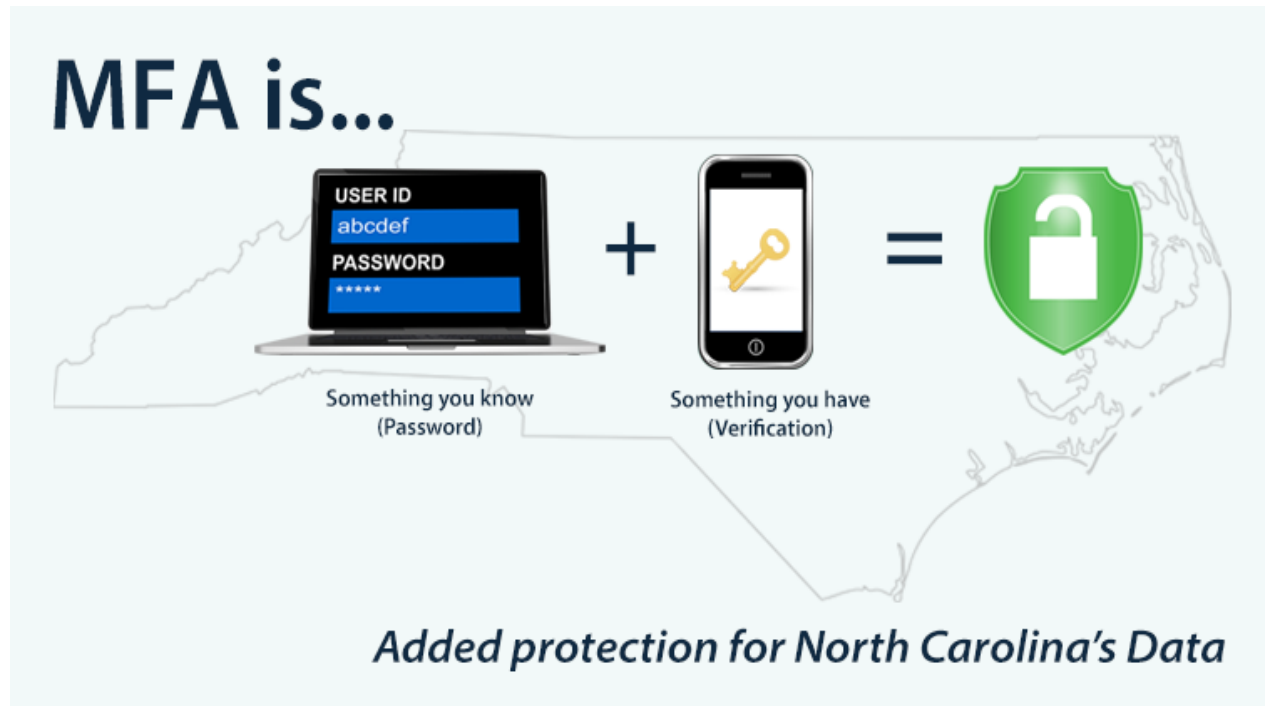 MFA is...
USER ID
abcdef
PASSWORD
*****
+
=
Something you know
(Password)
Something you have
(Verification)
Added protection for North Carolina's Data